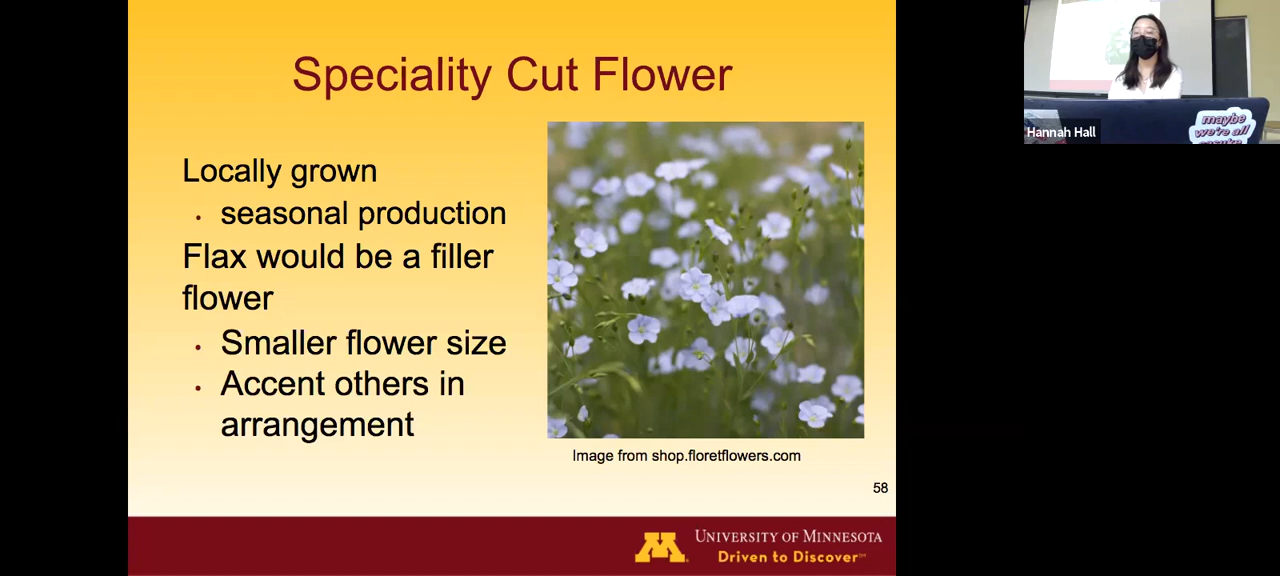 Speciality Cut Flower
Locally grown
• seasonal production
Flax would be a filler
flower
• Smaller flower size
• Accent others in
arrangement
Image from shop.floretflowers.com
58
M
UNIVERSITY OF MINNESOTA
Driven to Discover℠
Hannah Hall
maybe
we're all